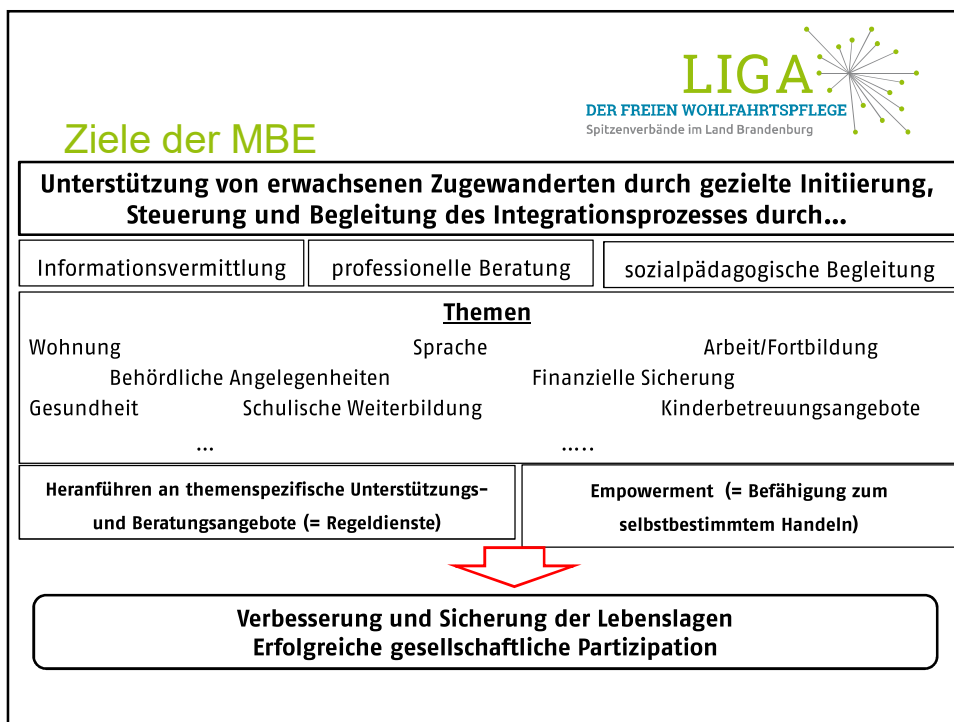 LIGA
DER FREIEN WOHLFAHRTSPFLEGE
Spitzenverbände im Land Brandenburg
Ziele der MBE
Unterstützung von erwachsenen Zugewanderten durch gezielte Initiierung,
Steuerung und Begleitung des Integrationsprozesses durch...
Informationsvermittlung professionelle Beratung sozialpädagogische Begleitung
Themen
Wohnung Sprache Arbeit/Fortbildung
Behördliche Angelegenheiten Finanzielle Sicherung
Gesundheit Schulische Weiterbildung Kinderbetreuungsangebote
... .....
Heranführen an themenspezifische Unterstützungs-
und Beratungsangebote (= Regeldienste)
Empowerment (= Befähigung zum
selbstbestimmtem Handeln)
Verbesserung und Sicherung der Lebenslagen
Erfolgreiche gesellschaftliche Partizipation